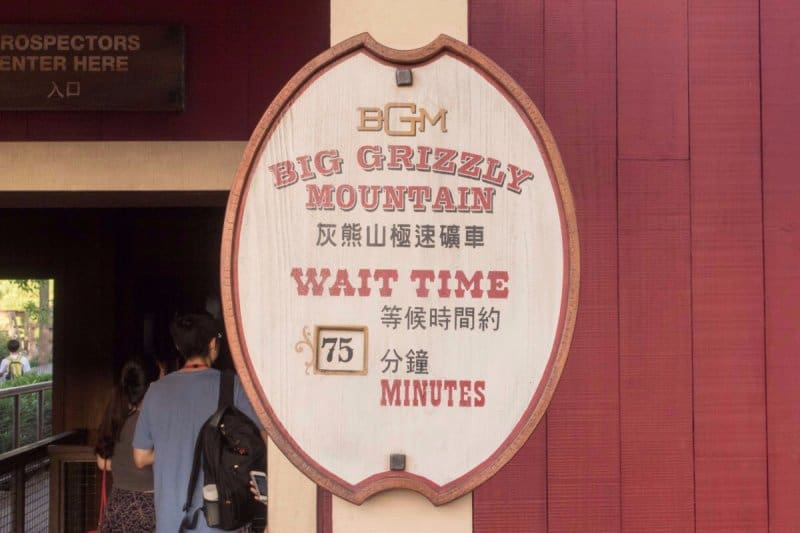 ROSPECTORS
ENTER HERE
入口
BGM
BIG GRIZZLY
MOUNTAIN
灰熊山極速礦車
WAIT TIME
等候時間約
75
分鐘
MINUTES